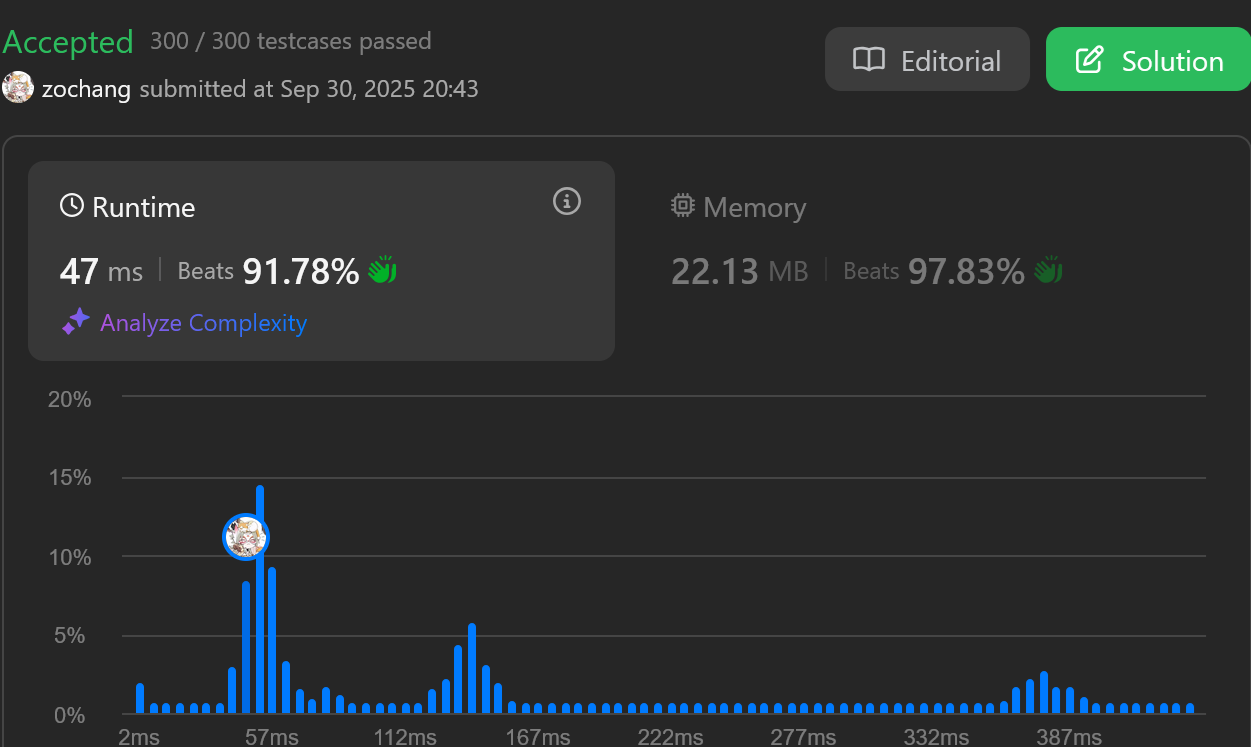 Accepted 300 / 300 testcases passed
zochang submitted at Sep 30, 2025 20:43
Editorial
Solution
Runtime
47 ms | Beats 91.78%
Analyze Complexity
Memory
22.13 MB | Beats 97.83%
20%
15%
10%
5%
0%
2ms 57ms 112ms 167ms 222ms 277ms 332ms 387ms